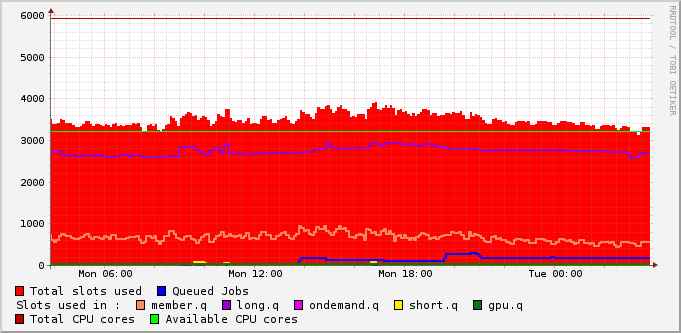 6000
5000
4000
3000
2000
1000
0
Mon 06:00 Mon 12:00 Mon 18:00 Tue 00:00
Total slots used Queued Jobs
Slots used in : member.q long.q ondemand.q short.q gpu.q
Total CPU cores Available CPU cores
RRDTOOL / TOBI OETIKER